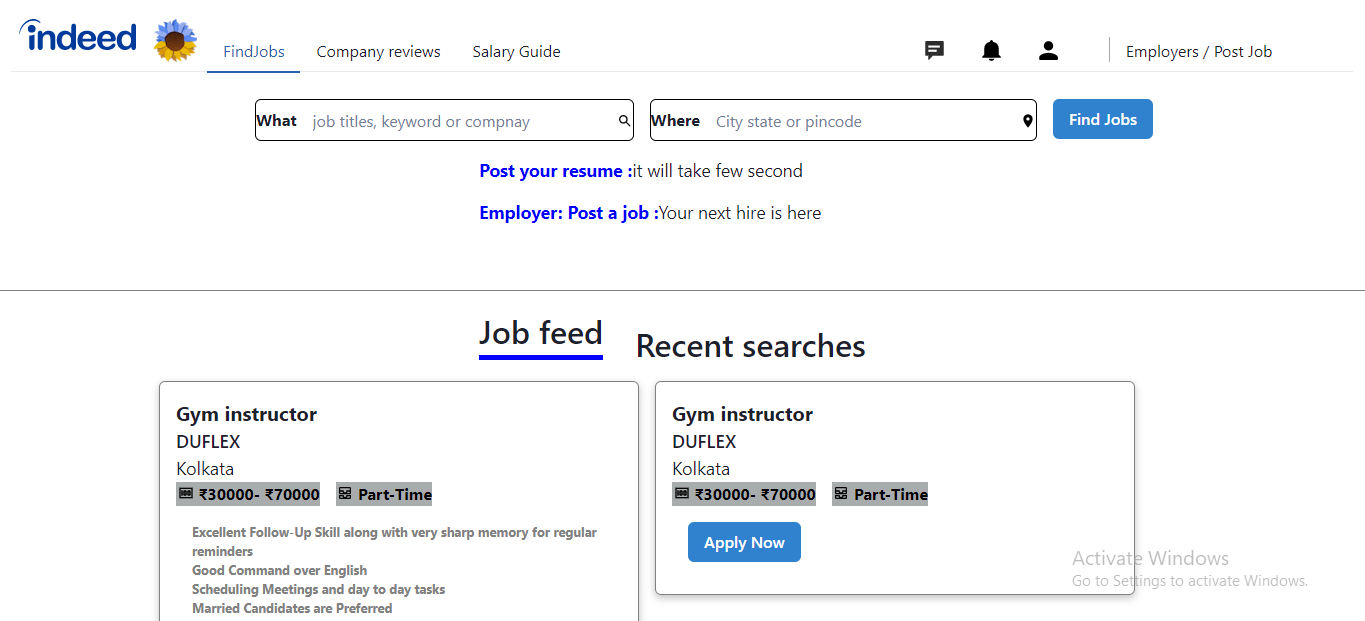 indeed
FindJobs Company reviews Salary Guide Employers / Post Job
What job titles, keyword or compnay Where City state or pincode Find Jobs
Post your resume :it will take few second
Employer: Post a job :Your next hire is here
Job feed Recent searches
Gym instructor
DUFLEX
Kolkata
₹30000- ₹70000 Part-Time
Excellent Follow-Up Skill along with very sharp memory for regular
reminders
Good Command over English
Scheduling Meetings and day to day tasks
Married Candidates are Preferred
Gym instructor
DUFLEX
Kolkata
₹30000- ₹70000 Part-Time
Apply Now
Activate Windows
Go to Settings to activate Windows.